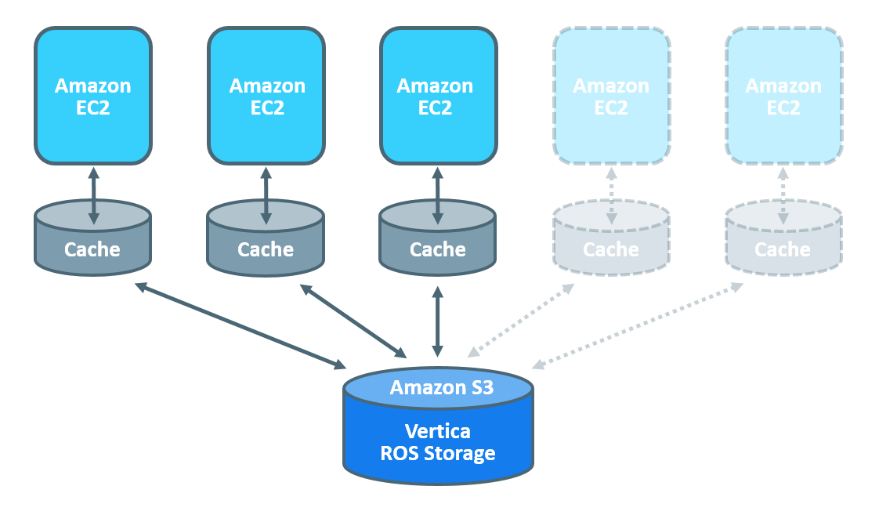 Amazon
EC2
Amazon
EC2
Amazon
EC2
Amazon
EC2
Amazon
EC2
Cache
Cache
Cache
Cache
Cache
Amazon S3
Vertica
ROS Storage